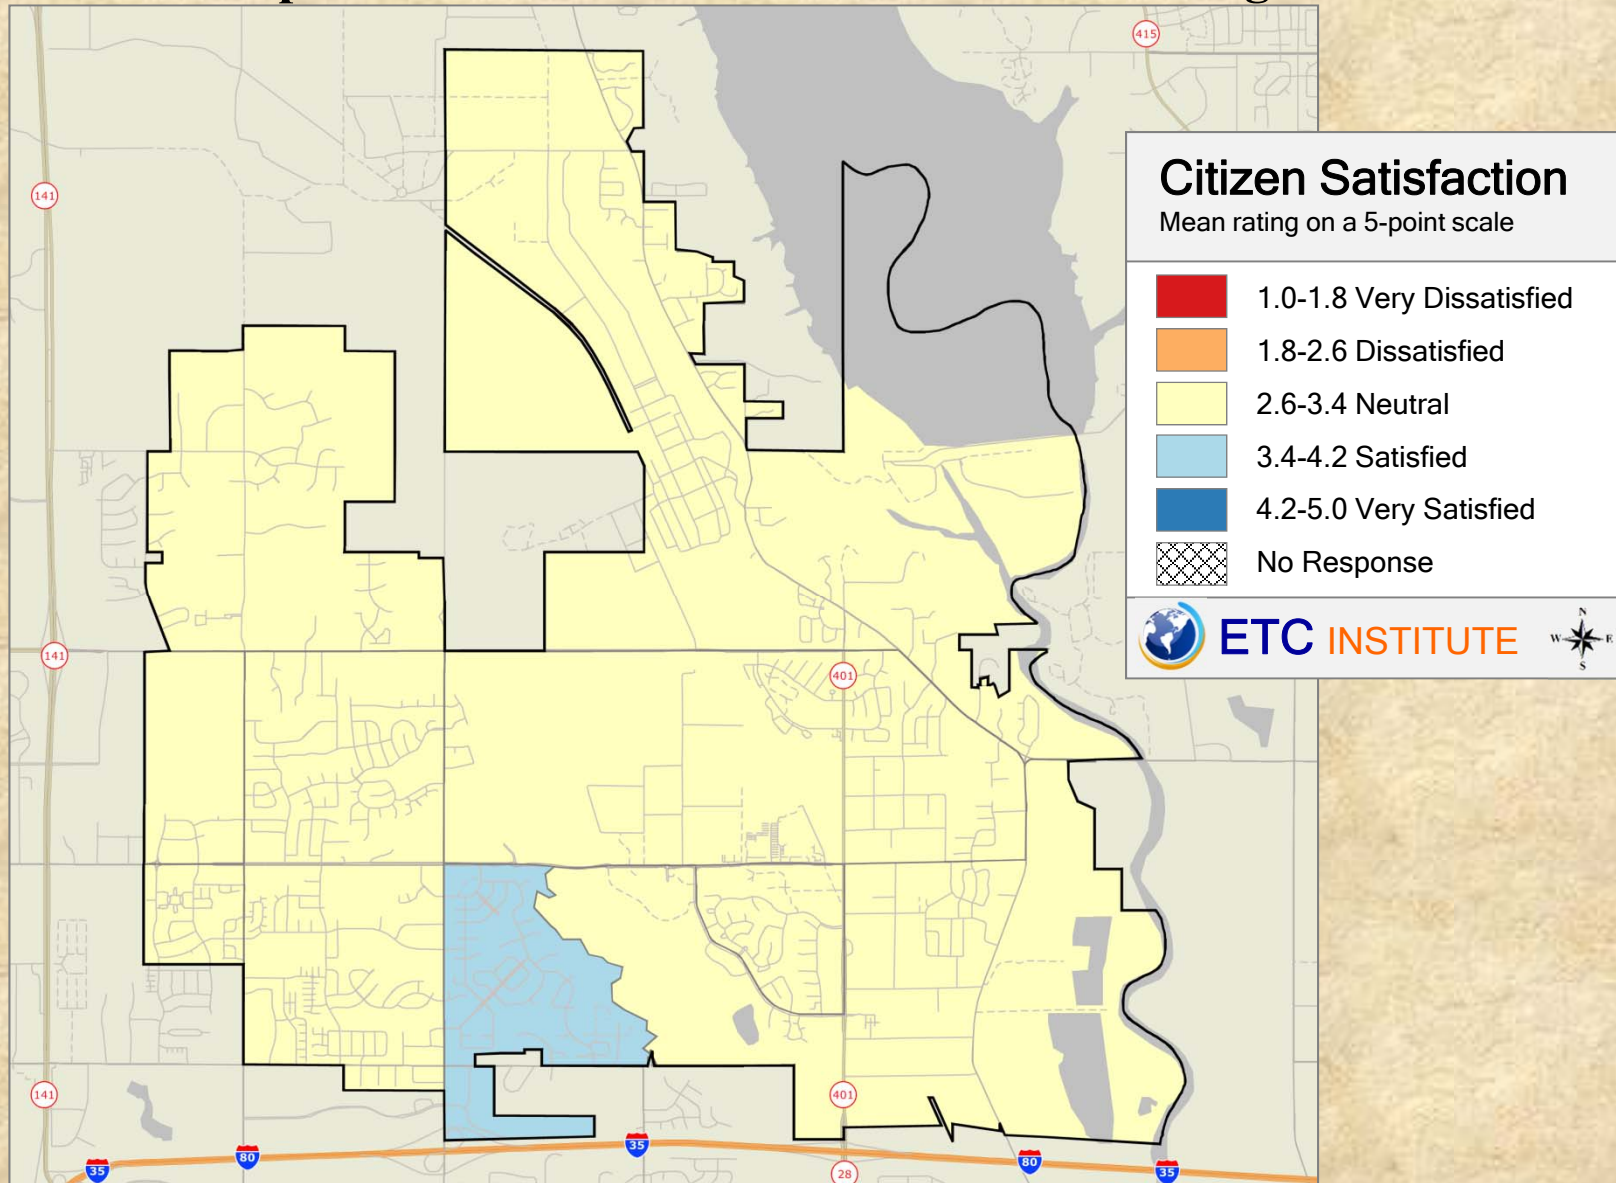 415
141
Citizen Satisfaction
Mean rating on a 5-point scale
1.0-1.8 Very Dissatisfied
1.8-2.6 Dissatisfied
2.6-3.4 Neutral
3.4-4.2 Satisfied
4.2-5.0 Very Satisfied
No Response
ETC INSTITUTE
N
W E
S
141
401
141
401
35
80
35
80
35
28